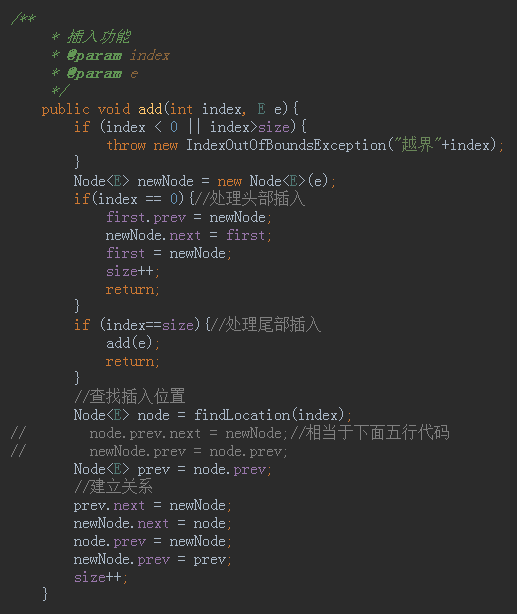 /**
 * 插入功能
 * @param index
 * @param e
 */
public void add(int index, E e){
    if (index < 0 || index>size){
        throw new IndexOutOfBoundsException("越界"+index);
    }
    Node<E> newNode = new Node<E>(e);
    if(index == 0){//处理头部插入
        first.prev = newNode;
        newNode.next = first;
        first = newNode;
        size++;
        return;
    }
    if (index==size){//处理尾部插入
        add(e);
        return;
    }
    //查找插入位置
    Node<E> node = findLocation(index);
//      node.prev.next = newNode;//相当于下面五行代码
//      newNode.prev = node.prev;
    Node<E> prev = node.prev;
    //建立关系
    prev.next = newNode;
    newNode.next = node;
    node.prev = newNode;
    newNode.prev = prev;
    size++;
}